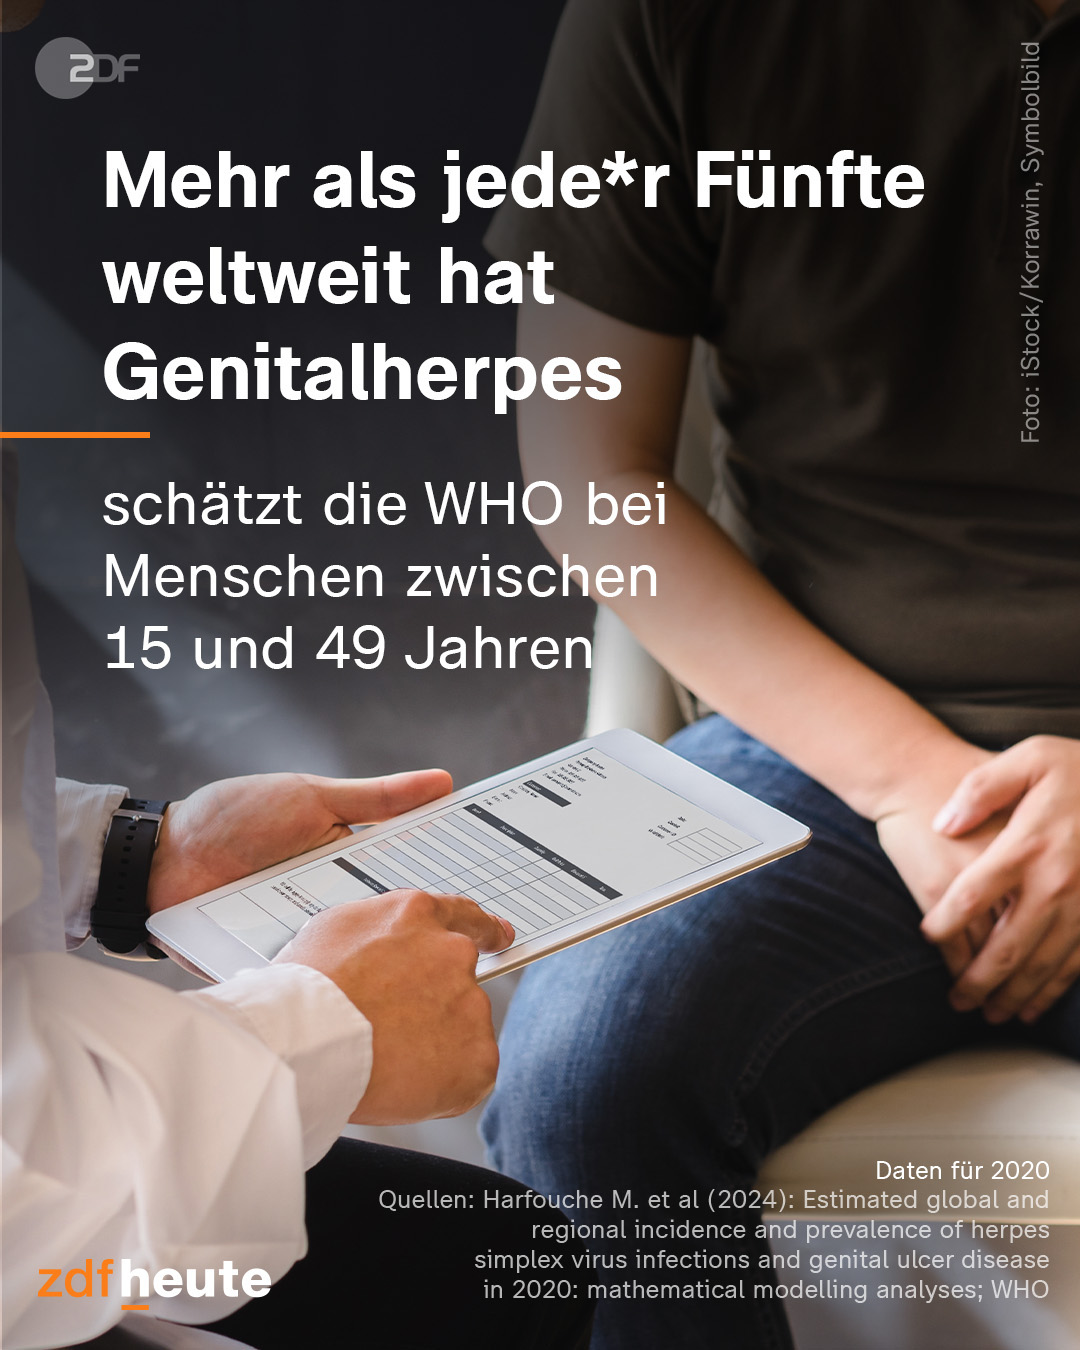 ZDF
Foto: iStock/Korrawin, Symbolbild
Mehr als jede*r Fünfte
weltweit hat
Genitalherpes
schätzt die WHO bei
Menschen zwischen
15 und 49 Jahren
Daten für 2020
Quellen: Harfouche M. et al (2024): Estimated global and
regional incidence and prevalence of herpes
simplex virus infections and genital ulcer disease
in 2020: mathematical modelling analyses; WHO
zdfheute